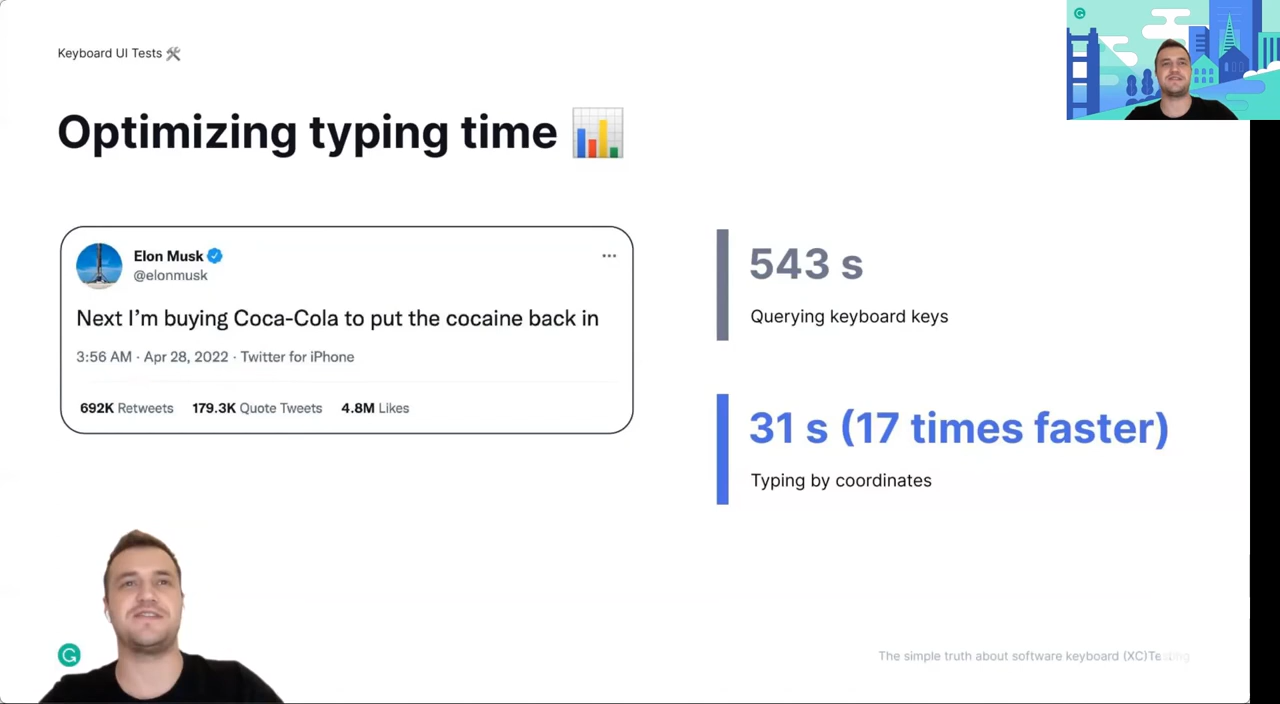 Keyboard UI Tests 🛠
Optimizing typing time 📊
Elon Musk
@elonmusk
Next I’m buying Coca-Cola to put the cocaine back in
3:56 AM · Apr 28, 2022 · Twitter for iPhone
692K Retweets 179.3K Quote Tweets 4.8M Likes
543 s
Querying keyboard keys
31 s (17 times faster)
Typing by coordinates
The simple truth about software keyboard (XC)Testing